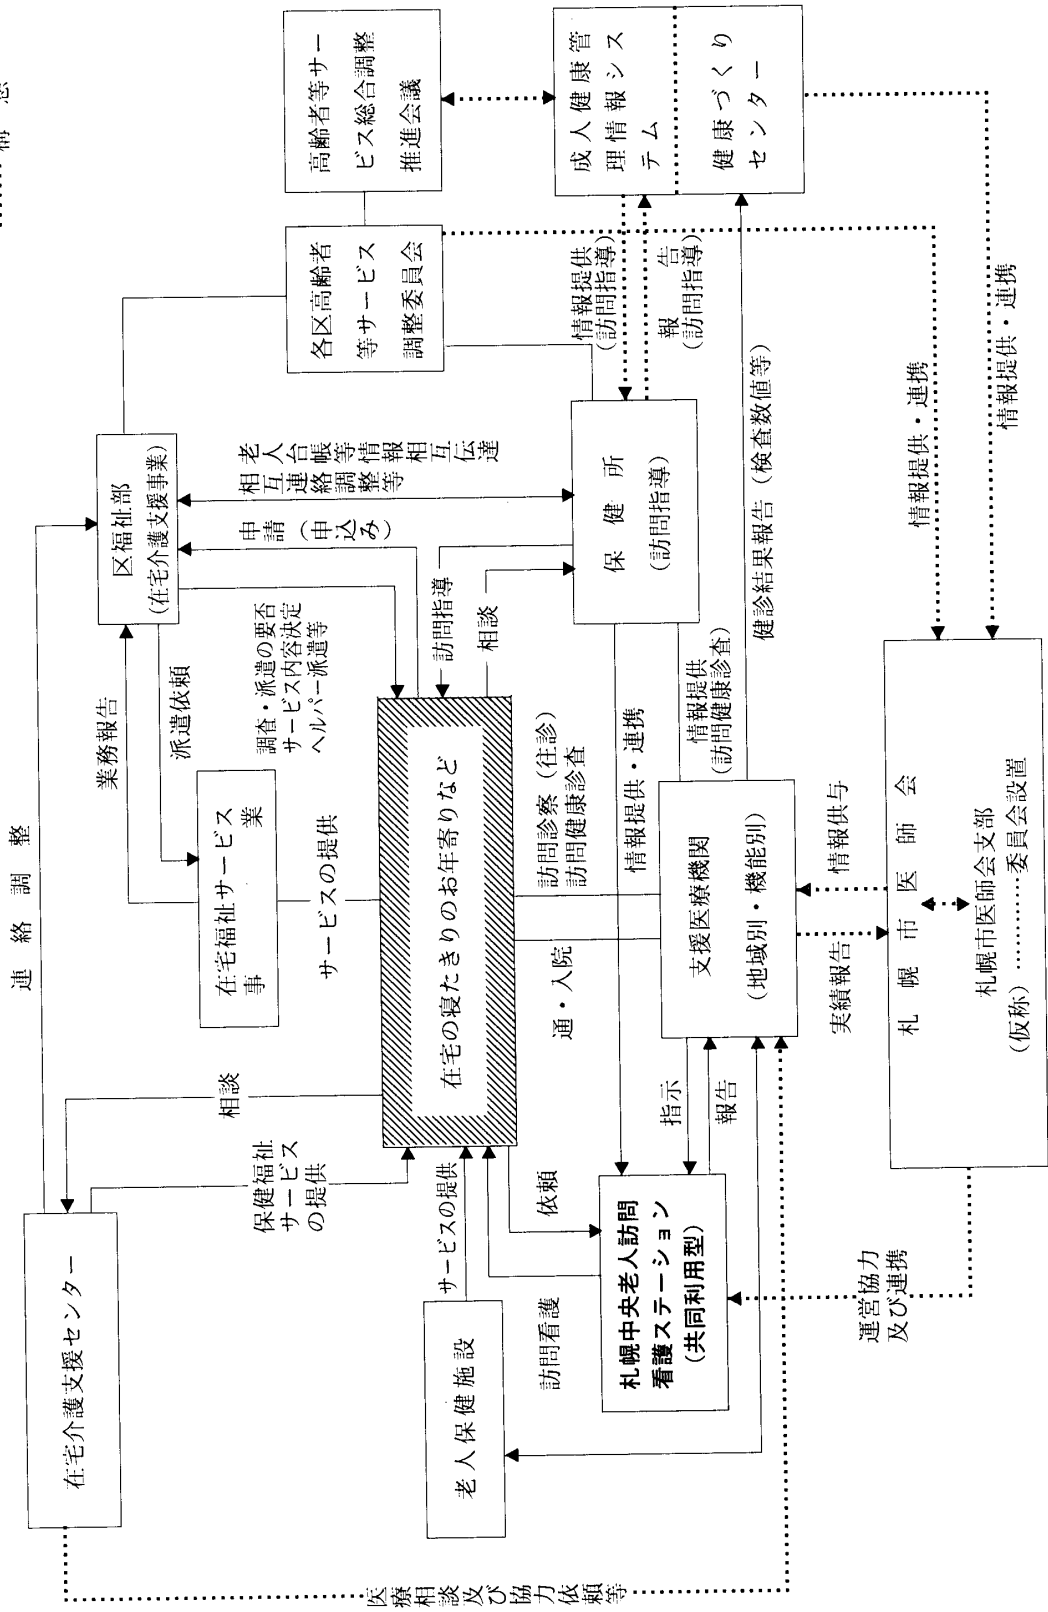 ………構想
連絡調整
在宅介護支援センター
相談
保健福祉
サービス
の提供
業務報告
派遣依頼
区福祉部
(在宅介護支援事業)
在宅福祉サービス
事業
サービスの提供
調査・派遣の要否
サービス内容決定
ヘルパー派遣等
申請(申込み)
相互連絡調整等
老人台帳等情報相互伝達
各区高齢者
等サービス
調整委員会
高齢者等サー
ビス総合調整
推進会議
在宅の寝たきりのお年寄りなど
訪問指導
相談
保健所
(訪問指導)
情報提供
(訪問指導)
報告
(訪問指導)
成人健康管
理情報シス
テム
健康づくり
センター
老人保健施設
サービスの提供
訪問看護
依頼
札幌中央老人訪問
看護ステーション
(共同利用型)
通・入院
訪問診察(往診)
訪問健康診査
情報提供・連携
情報提供
(訪問健康診査)
健診結果報告(検査数値等)
指示
報告
支援医療機関
(地域別・機能別)
実績報告
情報供与
情報提供・連携
情報提供・連携
札幌市医師会
札幌市医師会支部
(仮称)………委員会設置
運営協力
及び連携
医療相談及び協力依頼等